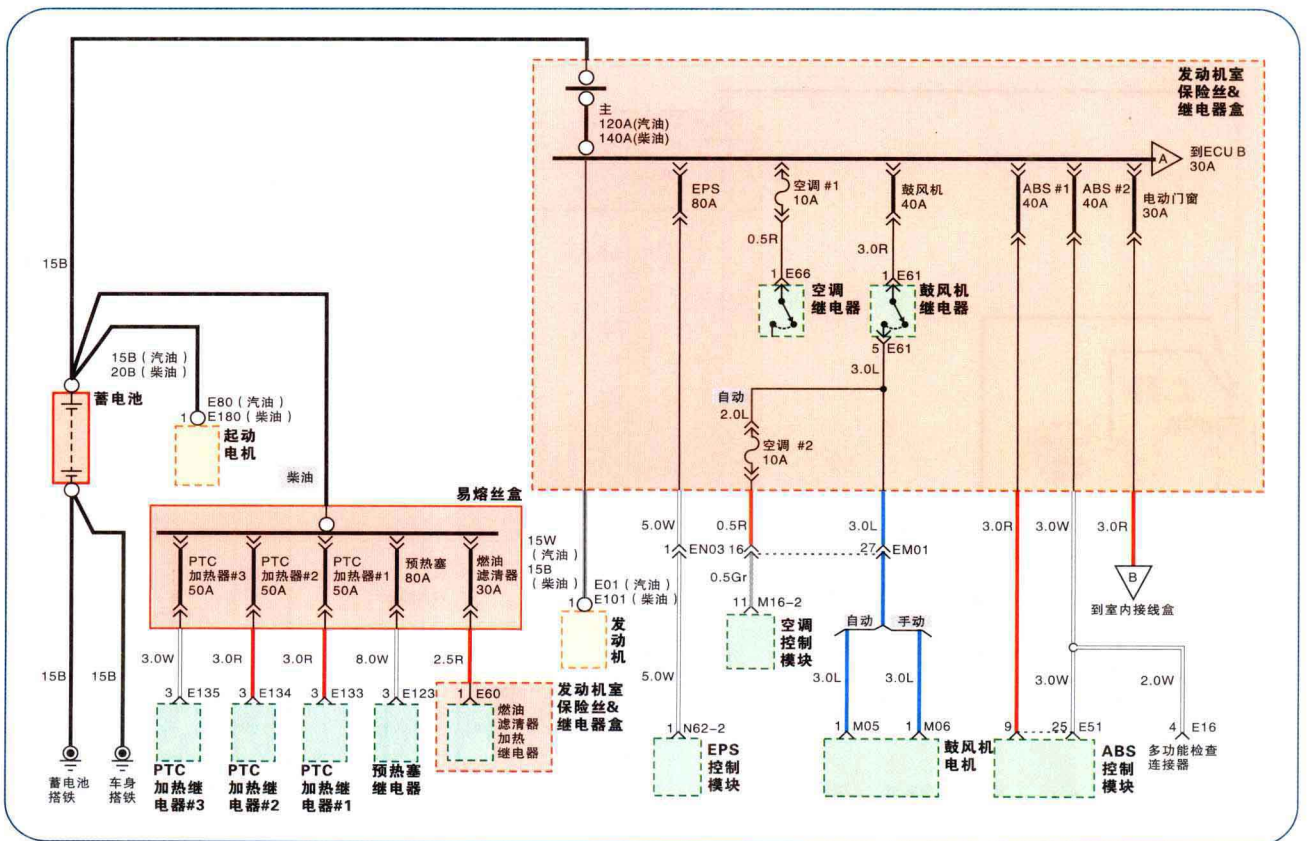 发动机室
保险丝&
继电器盒
主
120A(汽油)
140A(柴油)
A
到ECU B
30A
EPS
80A
空调 #1
10A
鼓风机
40A
ABS #1
40A
ABS #2
40A
电动门窗
30A
0.5R
3.0R
15B
1 E66
1 E61
空调
继电器
鼓风机
继电器
5 E61
3.0L
15B(汽油)
20B(柴油)
蓄电池
自动
2.0L
E80(汽油)
1 E180(柴油)
起动
电机
空调 #2
10A
柴油
易熔丝盒
5.0W
0.5R
3.0L
3.0R
3.0W
3.0R
15W
(汽油)
15B
(柴油)
1 EN03
16
27 EM01
PTC
加热器#3
50A
PTC
加热器#2
50A
PTC
加热器#1
50A
预热塞
80A
燃油
滤清器
30A
0.5Gr
B
E01(汽油)
1 E101(柴油)
11 M16-2
到室内接线盒
发
动
机
空调
控制
模块
自动
手动
3.0W
3.0R
3.0R
8.0W
2.5R
15B
15B
5.0W
3.0L
3.0L
3.0W
2.0W
3 E135
3 E134
3 E133
3 E123
1 E60
发动机室
保险丝&
继电器盒
燃油
滤清器
加热
继电器
1 N62-2
1 M05
1 M06
9
25 E51
4 E16
EPS
控制
模块
鼓风机
电机
ABS
控制
模块
多功能检查
连接器
蓄电池
搭铁
车身
搭铁
PTC
加热继
电器#3
PTC
加热继
电器#2
PTC
加热继
电器#1
预热塞
继电器